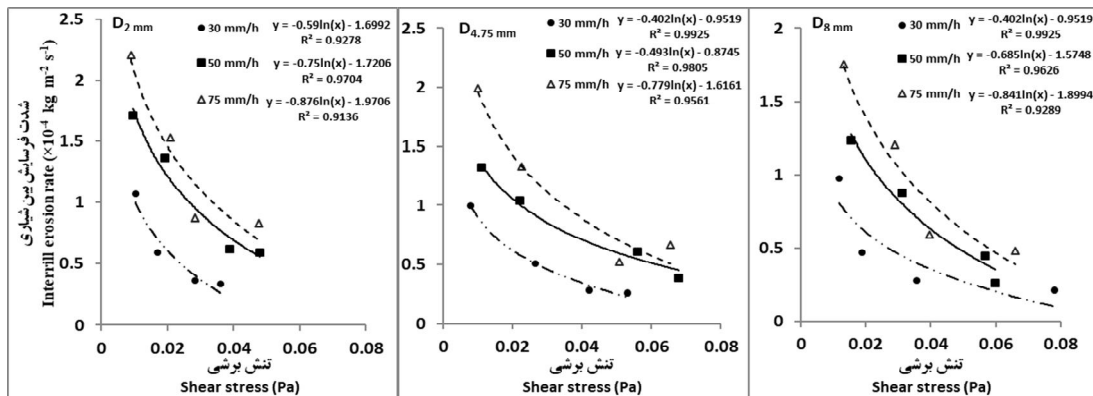 شدت فرسایش بین شیاری
Interrill erosion rate (×10⁻⁴ kg m⁻² s⁻¹)
D2 mm
30 mm/h y = -0.59ln(x) - 1.6992
R² = 0.9278
50 mm/h y = -0.75ln(x) - 1.7206
R² = 0.9704
75 mm/h y = -0.876ln(x) - 1.9706
R² = 0.9136
2.5
2
1.5
1
0.5
0
0 0.02 0.04 0.06 0.08
تنش برشی
Shear stress (Pa)
D4.75 mm
30 mm/h y = -0.402ln(x) - 0.9519
R² = 0.9925
50 mm/h y = -0.493ln(x) - 0.8745
R² = 0.9805
75 mm/h y = -0.779ln(x) - 1.6161
R² = 0.9561
2.5
2
1.5
1
0.5
0
0 0.02 0.04 0.06 0.08
تنش برشی
Shear stress (Pa)
D8 mm
30 mm/h y = -0.402ln(x) - 0.9519
R² = 0.9925
50 mm/h y = -0.685ln(x) - 1.5748
R² = 0.9626
75 mm/h y = -0.841ln(x) - 1.8994
R² = 0.9289
2
1.5
1
0.5
0
0 0.02 0.04 0.06 0.08
تنش برشی
Shear stress (Pa)